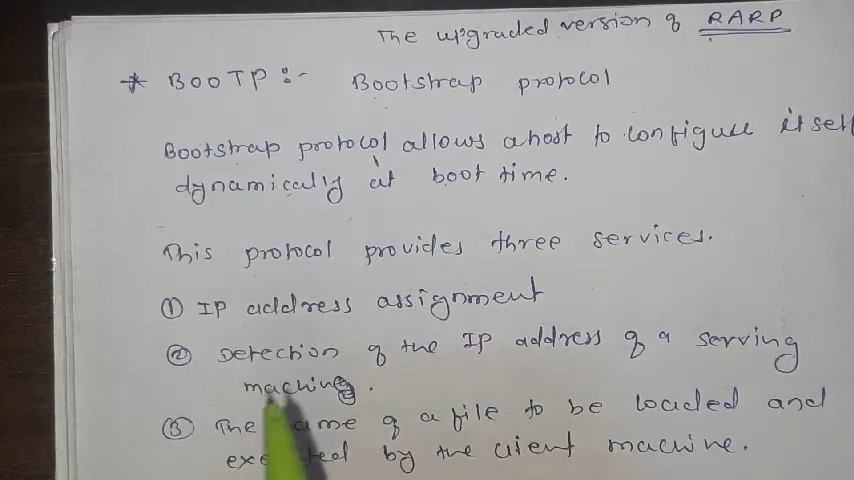 The upgraded version of RARP
* BOOTP :- Bootstrap protocol
Bootstrap protocol allows a host to configure itself
dynamically at boot time.
This protocol provides three services.
① IP address assignment
② Detection of the IP address of a serving
machine.
③ The name of a file to be loaded and
executed by the client machine.